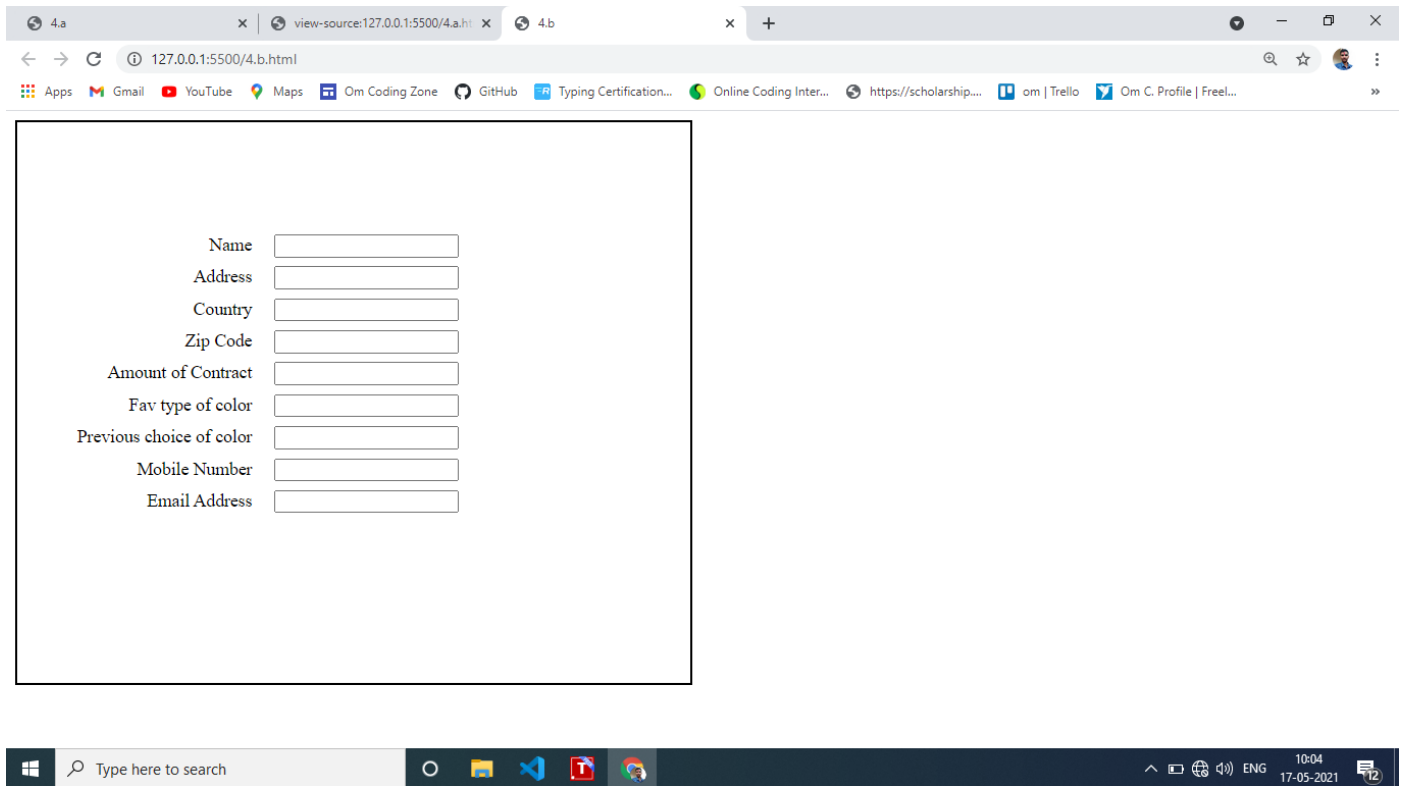 4.a view-source:127.0.0.1:5500/4.a.ht 4.b
127.0.0.1:5500/4.b.html
Apps Gmail YouTube Maps Om Coding Zone GitHub Typing Certification... Online Coding Inter... https://scholarship.... om | Trello Om C. Profile | Freel... »
Name
Address
Country
Zip Code
Amount of Contract
Fav type of color
Previous choice of color
Mobile Number
Email Address
Type here to search ENG 10:04
17-05-2021 12